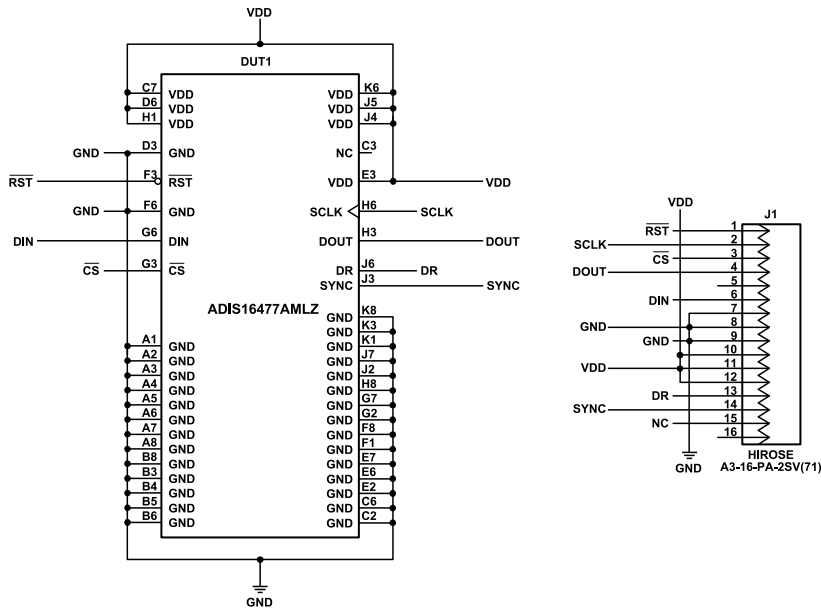 VDD
DUT1
C7 VDD
D6 VDD
H1 VDD
GND D3 GND
RST F3 RST
GND F6 GND
DIN G6 DIN
CS G3 CS
K6 VDD
J5 VDD
J4 VDD
C3 NC
E3 VDD VDD
H6 SCLK SCLK
H3 DOUT DOUT
J6 DR DR
J3 SYNC SYNC
ADIS16477AMLZ
A1 GND
A2 GND
A3 GND
A4 GND
A5 GND
A6 GND
A7 GND
A8 GND
B8 GND
B3 GND
B4 GND
B5 GND
B6 GND
K8 GND
K3 GND
K1 GND
J7 GND
J2 GND
H8 GND
G7 GND
G2 GND
F8 GND
F1 GND
E7 GND
E6 GND
E2 GND
C6 GND
C2 GND
GND
VDD
J1
RST 1
SCLK 2
CS 3
DOUT 4
5
DIN 6
7
GND 8
GND 9
10
VDD 11
12
DR 13
SYNC 14
NC 15
16
GND
HIROSE
A3-16-PA-2SV(71)